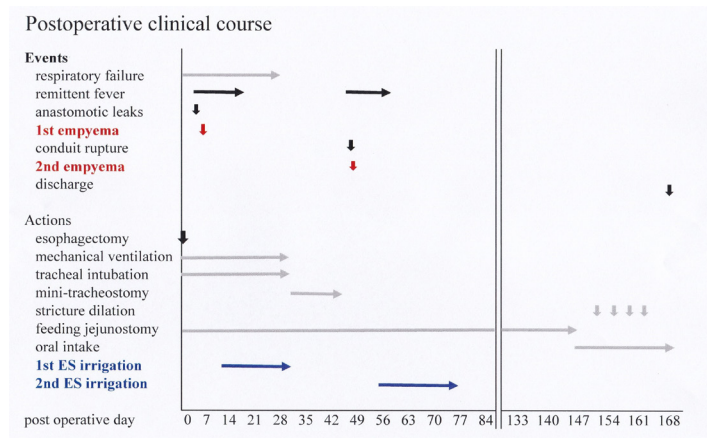 Postoperative clinical course
Events
respiratory failure
remittent fever
anastomotic leaks
1st empyema
conduit rupture
2nd empyema
discharge
Actions
esophagectomy
mechanical ventilation
tracheal intubation
mini-tracheostomy
stricture dilation
feeding jejunostomy
oral intake
1st ES irrigation
2nd ES irrigation
post operative day 0 7 14 21 28 35 42 49 56 63 70 77 84 133 140 147 154 161 168